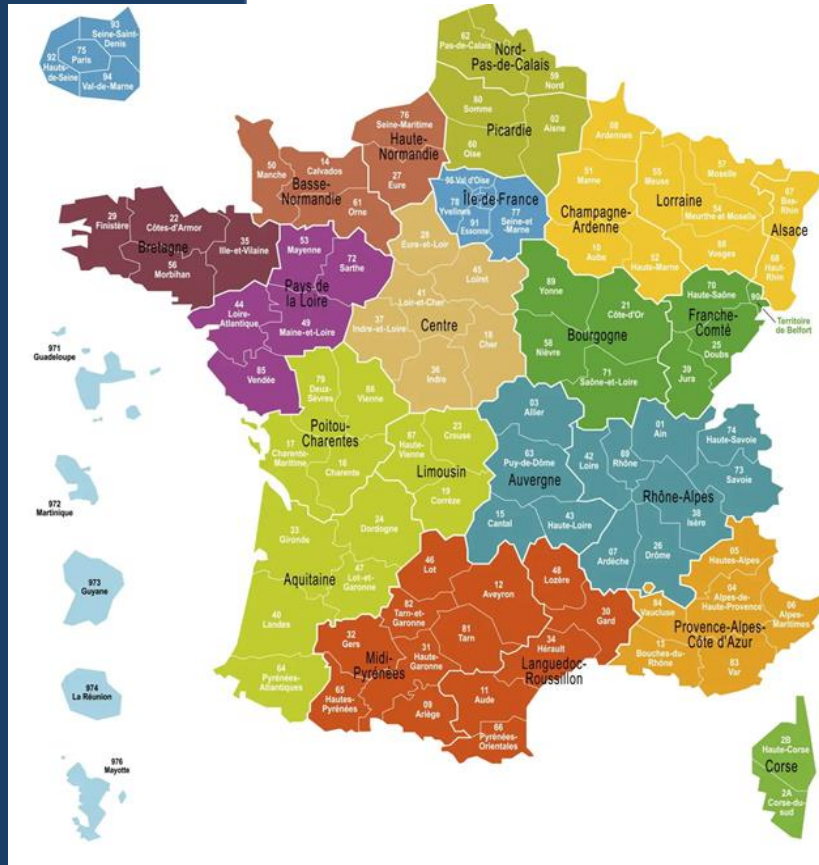 93
Seine-Saint-
Denis
92
Hauts-
de-Seine
75
Paris
94
Val-de-Marne
62
Pas-de-Calais
Nord-
Pas-de-Calais
59
Nord
80
Somme
02
Aisne
Picardie
60
Oise
76
Seine-Maritime
Haute-
Normandie
27
Eure
50
Manche
14
Calvados
Basse-
Normandie
61
Orne
08
Ardennes
51
Marne
Champagne-
Ardenne
10
Aube
52
Haute-Marne
55
Meuse
57
Moselle
Lorraine
54
Meurthe et Moselle
88
Vosges
67
Bas-
Rhin
Alsace
68
Haut-
Rhin
95 Val d'Oise
Île-de-France
78
Yvelines
91
Essonne
77
Seine-et
-Marne
29
Finistère
22
Côtes-d'Armor
35
Ille-et-Vilaine
Bretagne
56
Morbihan
53
Mayenne
72
Sarthe
Pays de
la Loire
44
Loire-
Atlantique
49
Maine-et-Loire
85
Vendée
28
Eure-et-Loir
45
Loiret
41
Loir-et-Cher
37
Indre-et-Loire
Centre
18
Cher
36
Indre
89
Yonne
21
Côte-d'Or
Bourgogne
58
Nièvre
71
Saône-et-Loire
70
Haute-Saône
90
Territoire
de Belfort
Franche-
Comté
25
Doubs
39
Jura
79
Deux-
Sèvres
86
Vienne
Poitou-
Charentes
17
Charente-
Maritime
16
Charente
87
Haute-
Vienne
23
Creuse
Limousin
19
Corrèze
03
Allier
63
Puy-de-Dôme
Auvergne
15
Cantal
43
Haute-Loire
42
Loire
69
Rhône
01
Ain
74
Haute-Savoie
73
Savoie
Rhône-Alpes
38
Isère
07
Ardèche
26
Drôme
33
Gironde
24
Dordogne
47
Lot-et-
Garonne
Aquitaine
40
Landes
64
Pyrénées-
Atlantiques
46
Lot
12
Aveyron
82
Tarn-et-
Garonne
32
Gers
81
Tarn
31
Haute-
Garonne
Midi-
Pyrénées
65
Hautes-
Pyrénées
09
Ariège
48
Lozère
30
Gard
34
Hérault
Languedoc-
Roussillon
11
Aude
66
Pyrénées-
Orientales
05
Hautes-Alpes
04
Alpes-de-
Haute-Provence
06
Alpes-
Maritimes
84
Vaucluse
Provence-Alpes-
Côte d'Azur
13
Bouches-du-
Rhône
83
Var
2B
Haute-Corse
Corse
2A
Corse-du-
sud
971
Guadeloupe
972
Martinique
973
Guyane
974
La Réunion
976
Mayotte